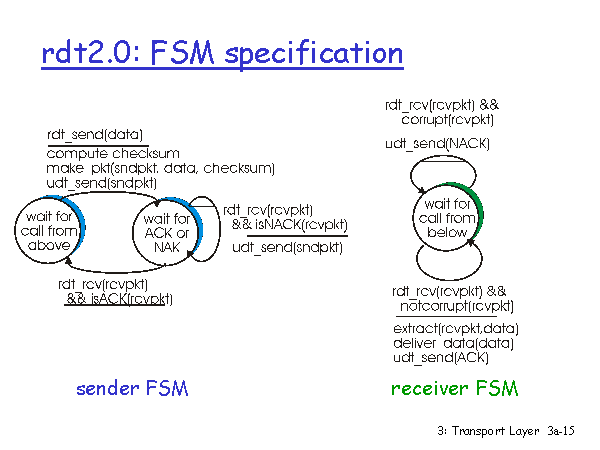 rdt2.0: FSM specification
rdt_send(data)
compute checksum
make_pkt(sndpkt, data, checksum)
udt_send(sndpkt)
wait for
call from
above
wait for
ACK or
NAK
rdt_rcv(rcvpkt)
&& isNACK(rcvpkt)
udt_send(sndpkt)
rdt_rcv(rcvpkt)
&& isACK(rcvpkt)
sender FSM
rdt_rcv(rcvpkt) &&
corrupt(rcvpkt)
udt_send(NACK)
wait for
call from
below
rdt_rcv(rcvpkt) &&
notcorrupt(rcvpkt)
extract(rcvpkt,data)
deliver_data(data)
udt_send(ACK)
receiver FSM
3: Transport Layer 3a-15